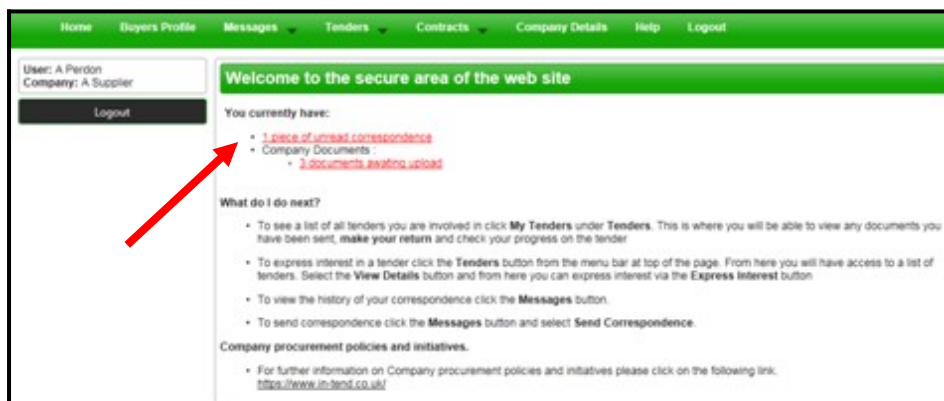 Home Buyers Profile Messages Tenders Contracts Company Details Help Logout
User: A Perdon
Company: A Supplier
Logout
Welcome to the secure area of the web site
You currently have:
• 1 piece of unread correspondence
• Company Documents :
• 3 documents awating upload
What do I do next?
• To see a list of all tenders you are involved in click My Tenders under Tenders. This is where you will be able to view any documents you
have been sent, make your return and check your progress on the tender
• To express interest in a tender click the Tenders button from the menu bar at top of the page. From here you will have access to a list of
tenders. Select the View Details button and from here you can express interest via the Express Interest button
• To view the history of your correspondence click the Messages button.
• To send correspondence click the Messages button and select Send Correspondence.
Company procurement policies and initiatives.
• For further information on Company procurement policies and initiatives please click on the following link.
https://www.in-tend.co.uk/